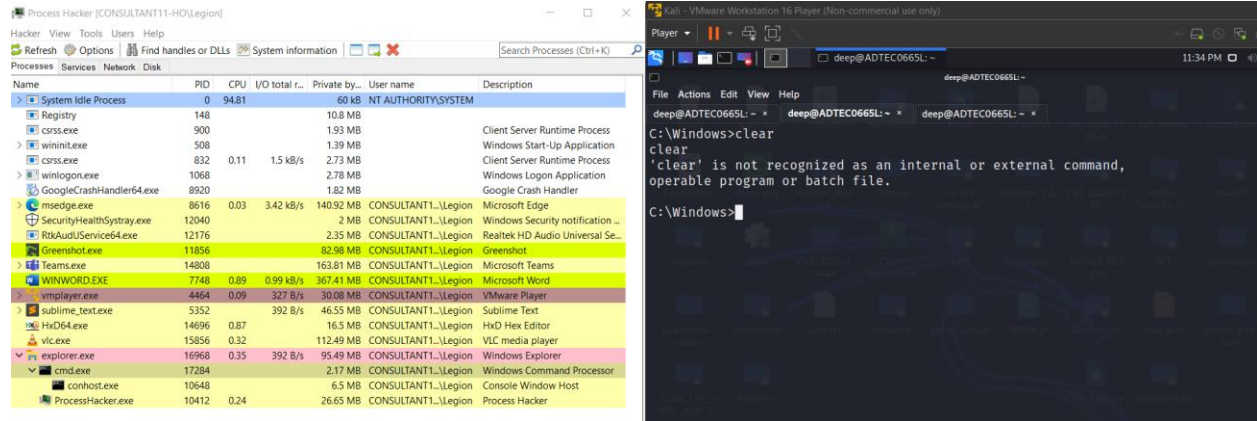 Process Hacker [CONSULTANT11-HO\Legion]
Hacker View Tools Users Help
Refresh Options Find handles or DLLs System information Search Processes (Ctrl+K)
Processes Services Network Disk
Name PID CPU I/O total r... Private by... User name Description
System Idle Process 0 94.81 60 kB NT AUTHORITY\SYSTEM
Registry 148 10.8 MB
csrss.exe 900 1.93 MB Client Server Runtime Process
wininit.exe 508 1.39 MB Windows Start-Up Application
csrss.exe 832 0.11 1.5 kB/s 2.73 MB Client Server Runtime Process
winlogon.exe 1068 2.78 MB Windows Logon Application
GoogleCrashHandler64.exe 8920 1.82 MB Google Crash Handler
msedge.exe 8616 0.03 3.42 kB/s 140.92 MB CONSULTANT1...\Legion Microsoft Edge
SecurityHealthSystray.exe 12040 2 MB CONSULTANT1...\Legion Windows Security notification ...
RtkAudUService64.exe 12176 2.35 MB CONSULTANT1...\Legion Realtek HD Audio Universal Se...
Greenshot.exe 11856 82.98 MB CONSULTANT1...\Legion Greenshot
Teams.exe 14808 163.81 MB CONSULTANT1...\Legion Microsoft Teams
WINWORD.EXE 7748 0.89 0.99 kB/s 367.41 MB CONSULTANT1...\Legion Microsoft Word
vmplayer.exe 4464 0.09 327 B/s 30.08 MB CONSULTANT1...\Legion VMware Player
sublime_text.exe 5352 392 B/s 46.55 MB CONSULTANT1...\Legion Sublime Text
HxD64.exe 14696 0.87 16.5 MB CONSULTANT1...\Legion HxD Hex Editor
vlc.exe 15856 0.32 112.49 MB CONSULTANT1...\Legion VLC media player
explorer.exe 16968 0.35 392 B/s 95.49 MB CONSULTANT1...\Legion Windows Explorer
cmd.exe 17284 2.17 MB CONSULTANT1...\Legion Windows Command Processor
conhost.exe 10648 6.5 MB CONSULTANT1...\Legion Console Window Host
ProcessHacker.exe 10412 0.24 26.65 MB CONSULTANT1...\Legion Process Hacker
Kali - VMware Workstation 16 Player (Non-commercial use only)
Player
deep@ADTEC0665L: ~ 11:34 PM
deep@ADTEC0665L:~
File Actions Edit View Help
deep@ADTEC0665L: ~ × deep@ADTEC0665L: ~ × deep@ADTEC0665L: ~ ×
C:\Windows>clear
clear
'clear' is not recognized as an internal or external command,
operable program or batch file.
C:\Windows>